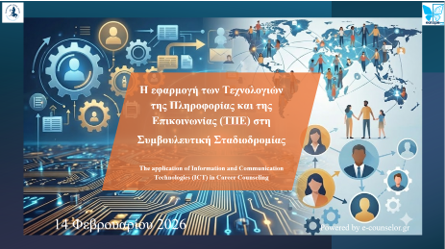 Η εφαρμογή των Τεχνολογιών
της Πληροφορίας και της
Επικοινωνίας (ΤΠΕ) στη
Συμβουλευτική Σταδιοδρομίας
The application of Information and Communication
Technologies (ICT) in Career Counseling
14 Φεβρουαρίου 2026
Powered by e-counselor.gr